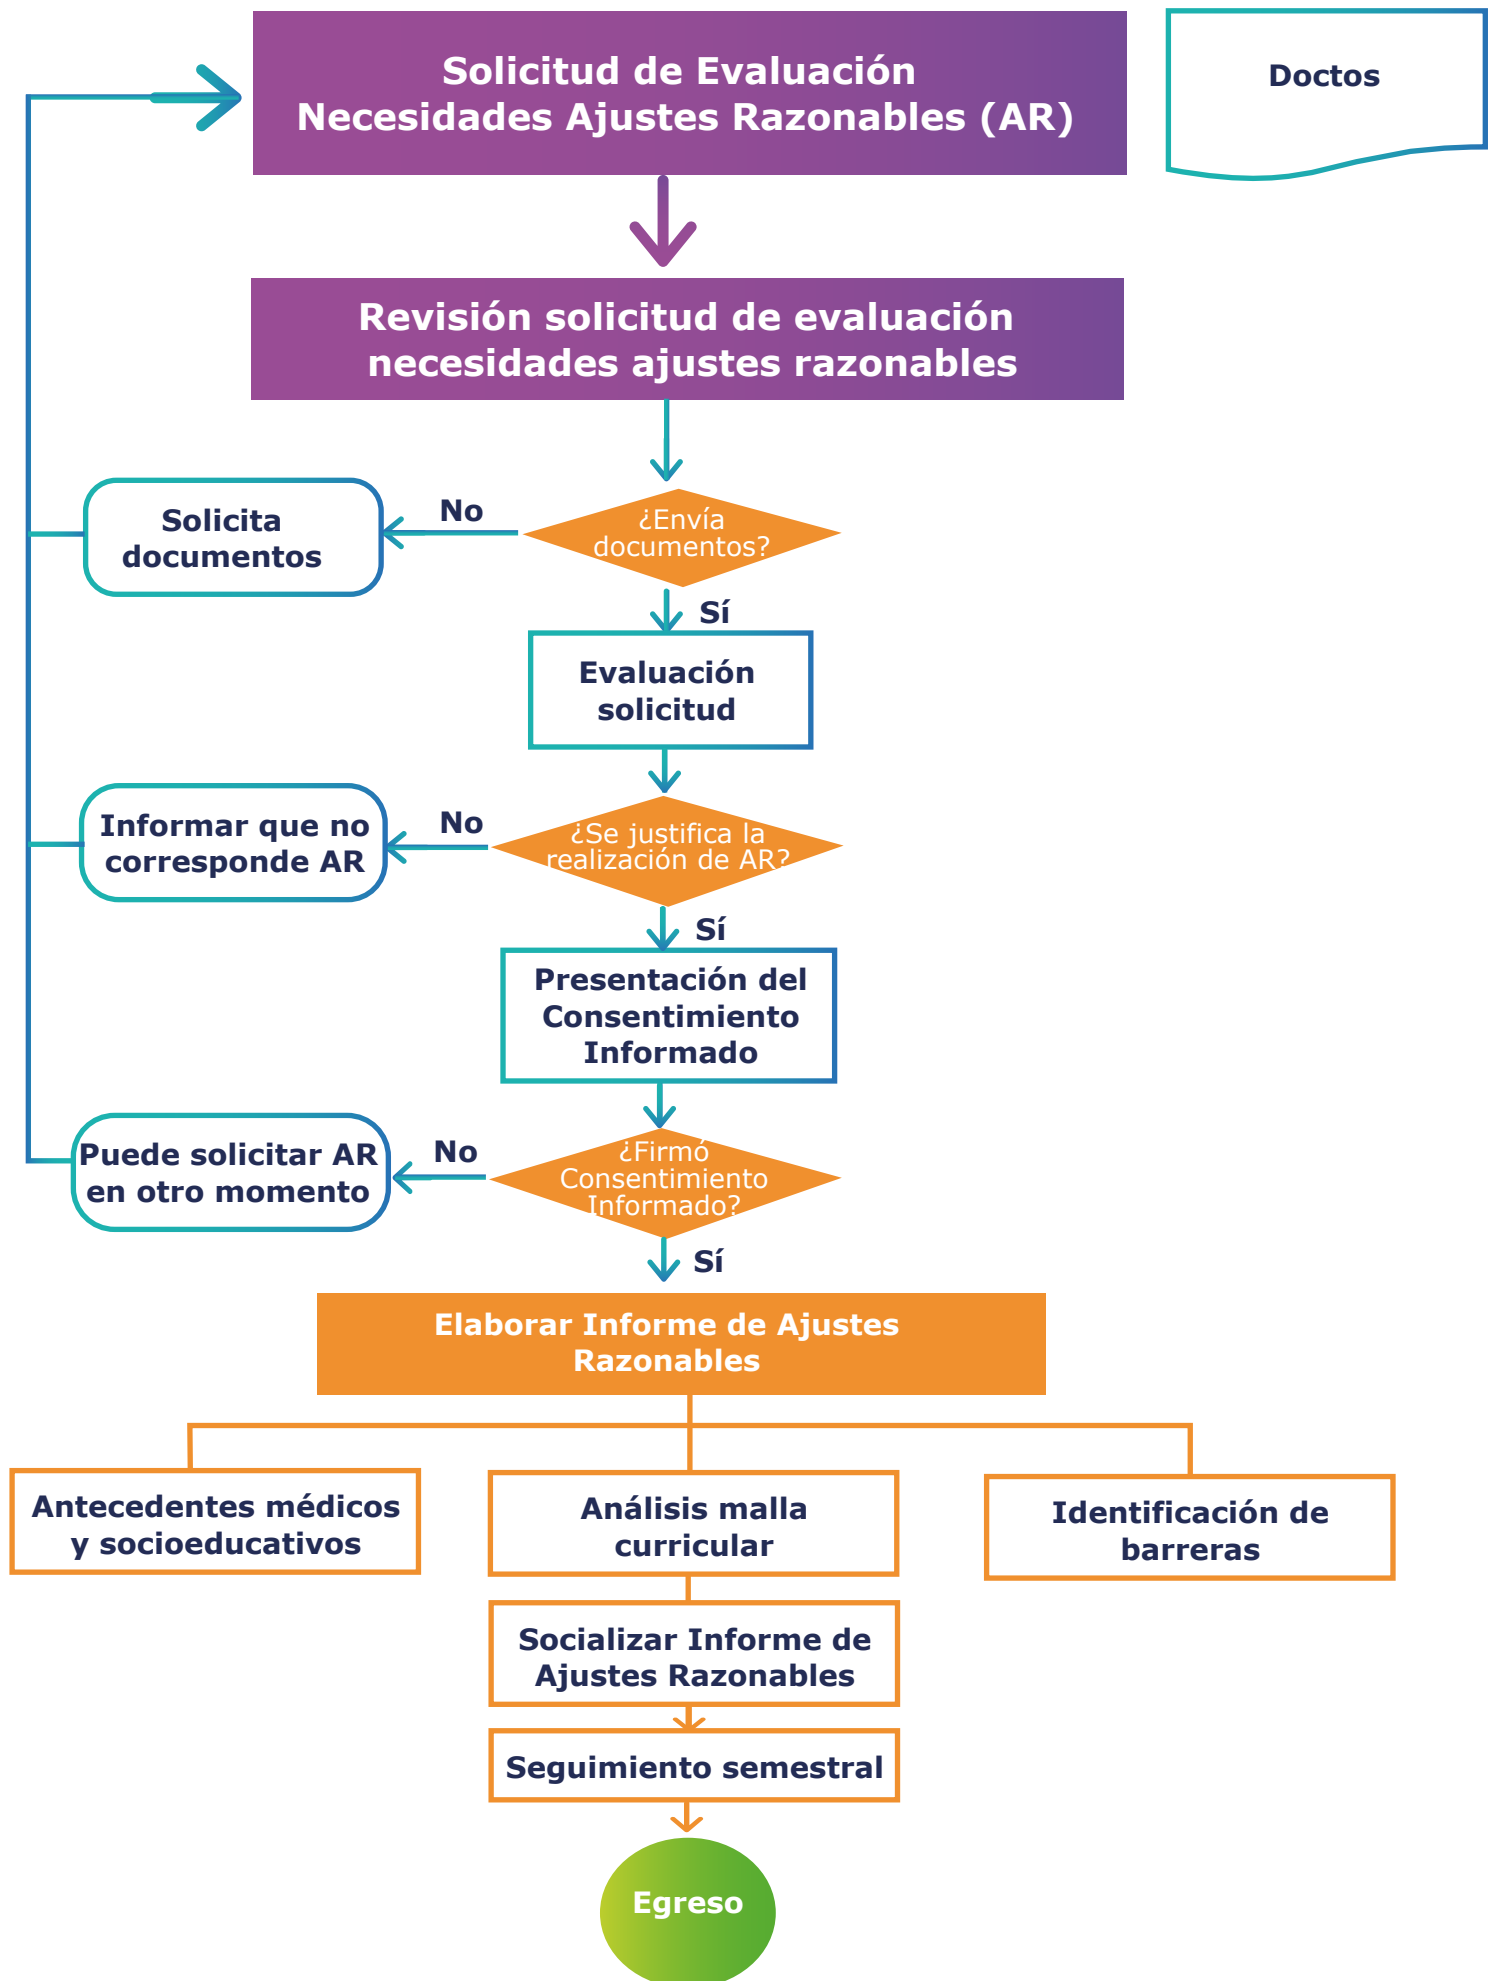 Solicitud de Evaluación
Necesidades Ajustes Razonables (AR)
Doctos
Revisión solicitud de evaluación
necesidades ajustes razonables
Solicita
documentos
No
¿Envía
documentos?
Sí
Evaluación
solicitud
Informar que no
corresponde AR
No
¿Se justifica la
realización de AR?
Sí
Presentación del
Consentimiento
Informado
Puede solicitar AR
en otro momento
No
¿Firmó
Consentimiento
Informado?
Sí
Elaborar Informe de Ajustes
Razonables
Antecedentes médicos
y socioeducativos
Análisis malla
curricular
Identificación de
barreras
Socializar Informe de
Ajustes Razonables
Seguimiento semestral
Egreso